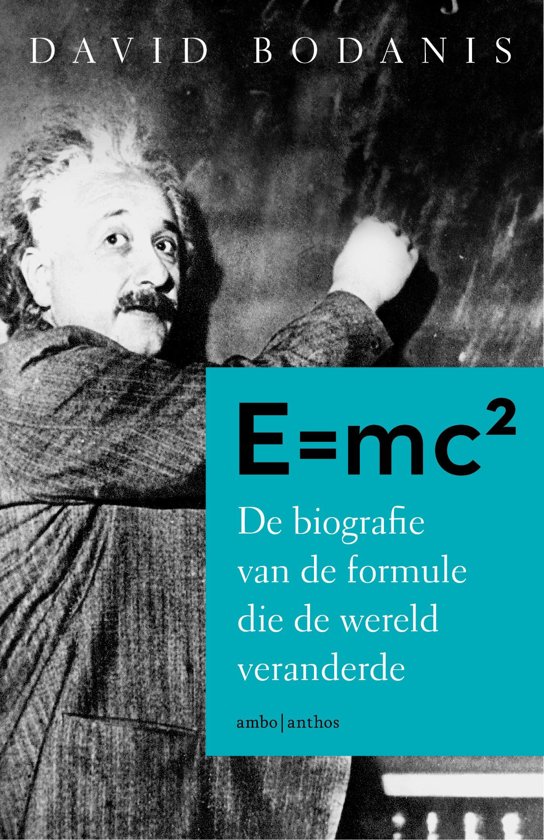 DAVID BODANIS
E=mc²
De biografie
van de formule
die de wereld
veranderde
ambo|anthos